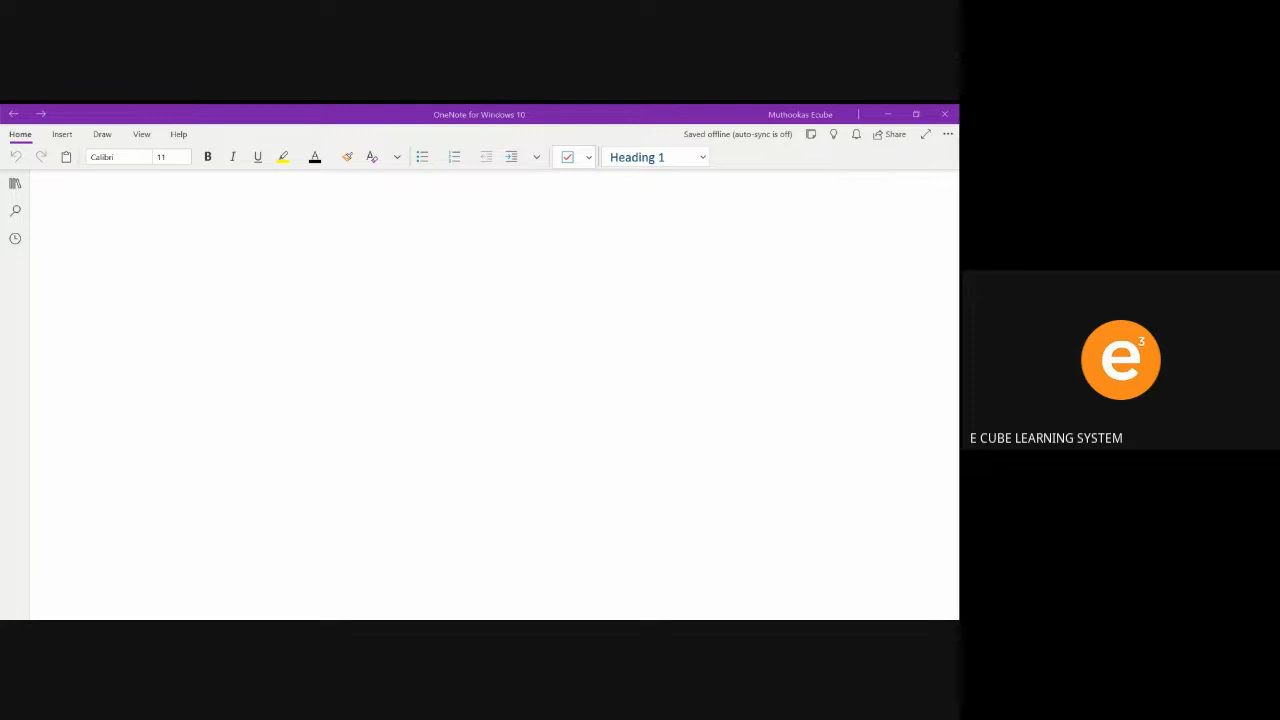 OneNote for Windows 10
Muthookas Ecube
Home Insert Draw View Help
Saved offline (auto-sync is off)
Share
Calibri 11 B I U A A Heading 1
e3
E CUBE LEARNING SYSTEM